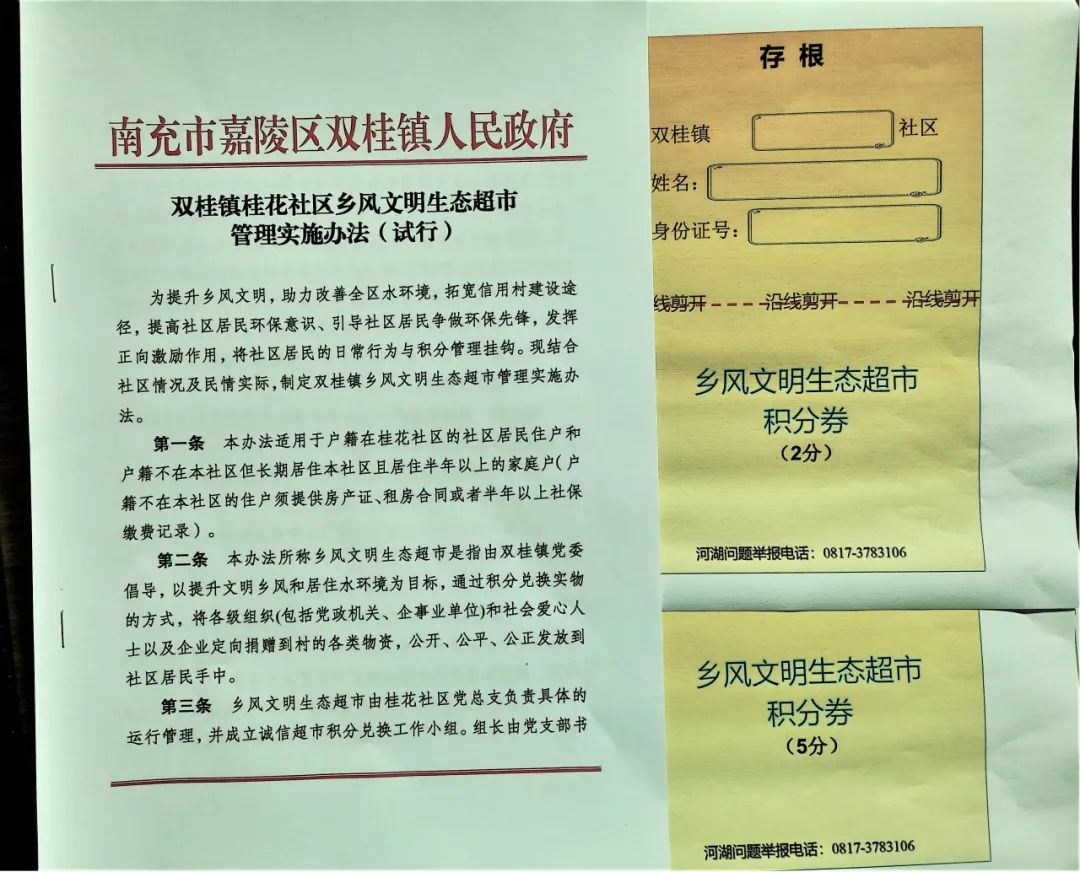 南充市嘉陵区双桂镇人民政府
双桂镇桂花社区乡风文明生态超市
管理实施办法（试行）
为提升乡风文明，助力改善全区水环境，拓宽信用村建设途
径，提高社区居民环保意识、引导社区居民争做环保先锋，发挥
正向激励作用，将社区居民的日常行为与积分管理挂钩。现结合
社区情况及民情实际，制定双桂镇乡风文明生态超市管理实施办
法。
第一条 本办法适用于户籍在桂花社区的社区居民住户和
户籍不在本社区但长期居住本社区且居住半年以上的家庭户（户
籍不在本社区的住户须提供房产证、租房合同或者半年以上社保
缴费记录）。
第二条 本办法所称乡风文明生态超市是指由双桂镇党委
倡导，以提升文明乡风和居住水环境为目标，通过积分兑换实物
的方式，将各级组织(包括党政机关、企事业单位)和社会爱心人
士以及企业定向捐赠到村的各类物资，公开、公平、公正发放到
社区居民手中。
第三条 乡风文明生态超市由桂花社区党总支负责具体的
运行管理，并成立诚信超市积分兑换工作小组。组长由党支部书
存 根
双桂镇 社区
姓名：
身份证号：
线剪开 沿线剪开 沿线剪开
乡风文明生态超市
积分券
（2分）
河湖问题举报电话：0817-3783106
乡风文明生态超市
积分券
（5分）
河湖问题举报电话：0817-3783106